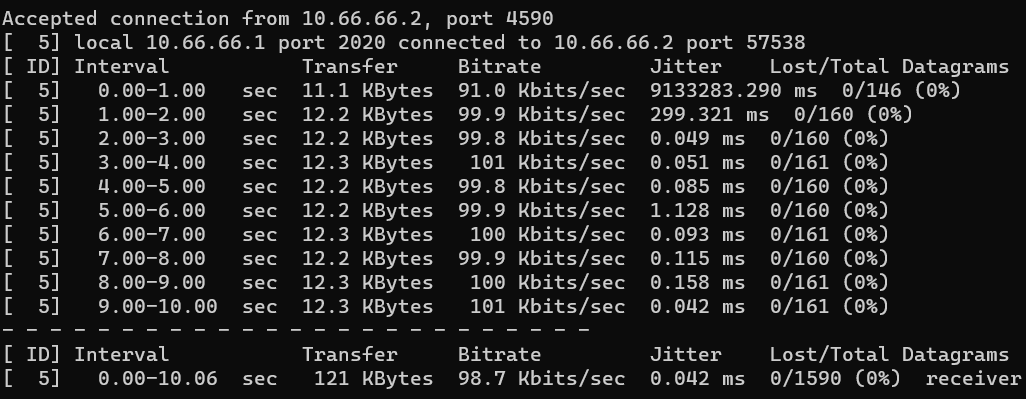 Accepted connection from 10.66.66.2, port 4590
[  5] local 10.66.66.1 port 2020 connected to 10.66.66.2 port 57538
[ ID] Interval           Transfer     Bitrate         Jitter    Lost/Total Datagrams
[  5]   0.00-1.00   sec  11.1 KBytes  91.0 Kbits/sec  9133283.290 ms  0/146 (0%)
[  5]   1.00-2.00   sec  12.2 KBytes  99.9 Kbits/sec  299.321 ms  0/160 (0%)
[  5]   2.00-3.00   sec  12.2 KBytes  99.8 Kbits/sec  0.049 ms  0/160 (0%)
[  5]   3.00-4.00   sec  12.3 KBytes   101 Kbits/sec  0.051 ms  0/161 (0%)
[  5]   4.00-5.00   sec  12.2 KBytes  99.8 Kbits/sec  0.085 ms  0/160 (0%)
[  5]   5.00-6.00   sec  12.2 KBytes  99.9 Kbits/sec  1.128 ms  0/160 (0%)
[  5]   6.00-7.00   sec  12.3 KBytes   100 Kbits/sec  0.093 ms  0/161 (0%)
[  5]   7.00-8.00   sec  12.2 KBytes  99.9 Kbits/sec  0.115 ms  0/160 (0%)
[  5]   8.00-9.00   sec  12.3 KBytes   100 Kbits/sec  0.158 ms  0/161 (0%)
[  5]   9.00-10.00  sec  12.3 KBytes   101 Kbits/sec  0.042 ms  0/161 (0%)
- - - - - - - - - - - - - - - - - - - - - - - - -
[ ID] Interval           Transfer     Bitrate         Jitter    Lost/Total Datagrams
[  5]   0.00-10.06  sec   121 KBytes  98.7 Kbits/sec  0.042 ms  0/1590 (0%)  receiver